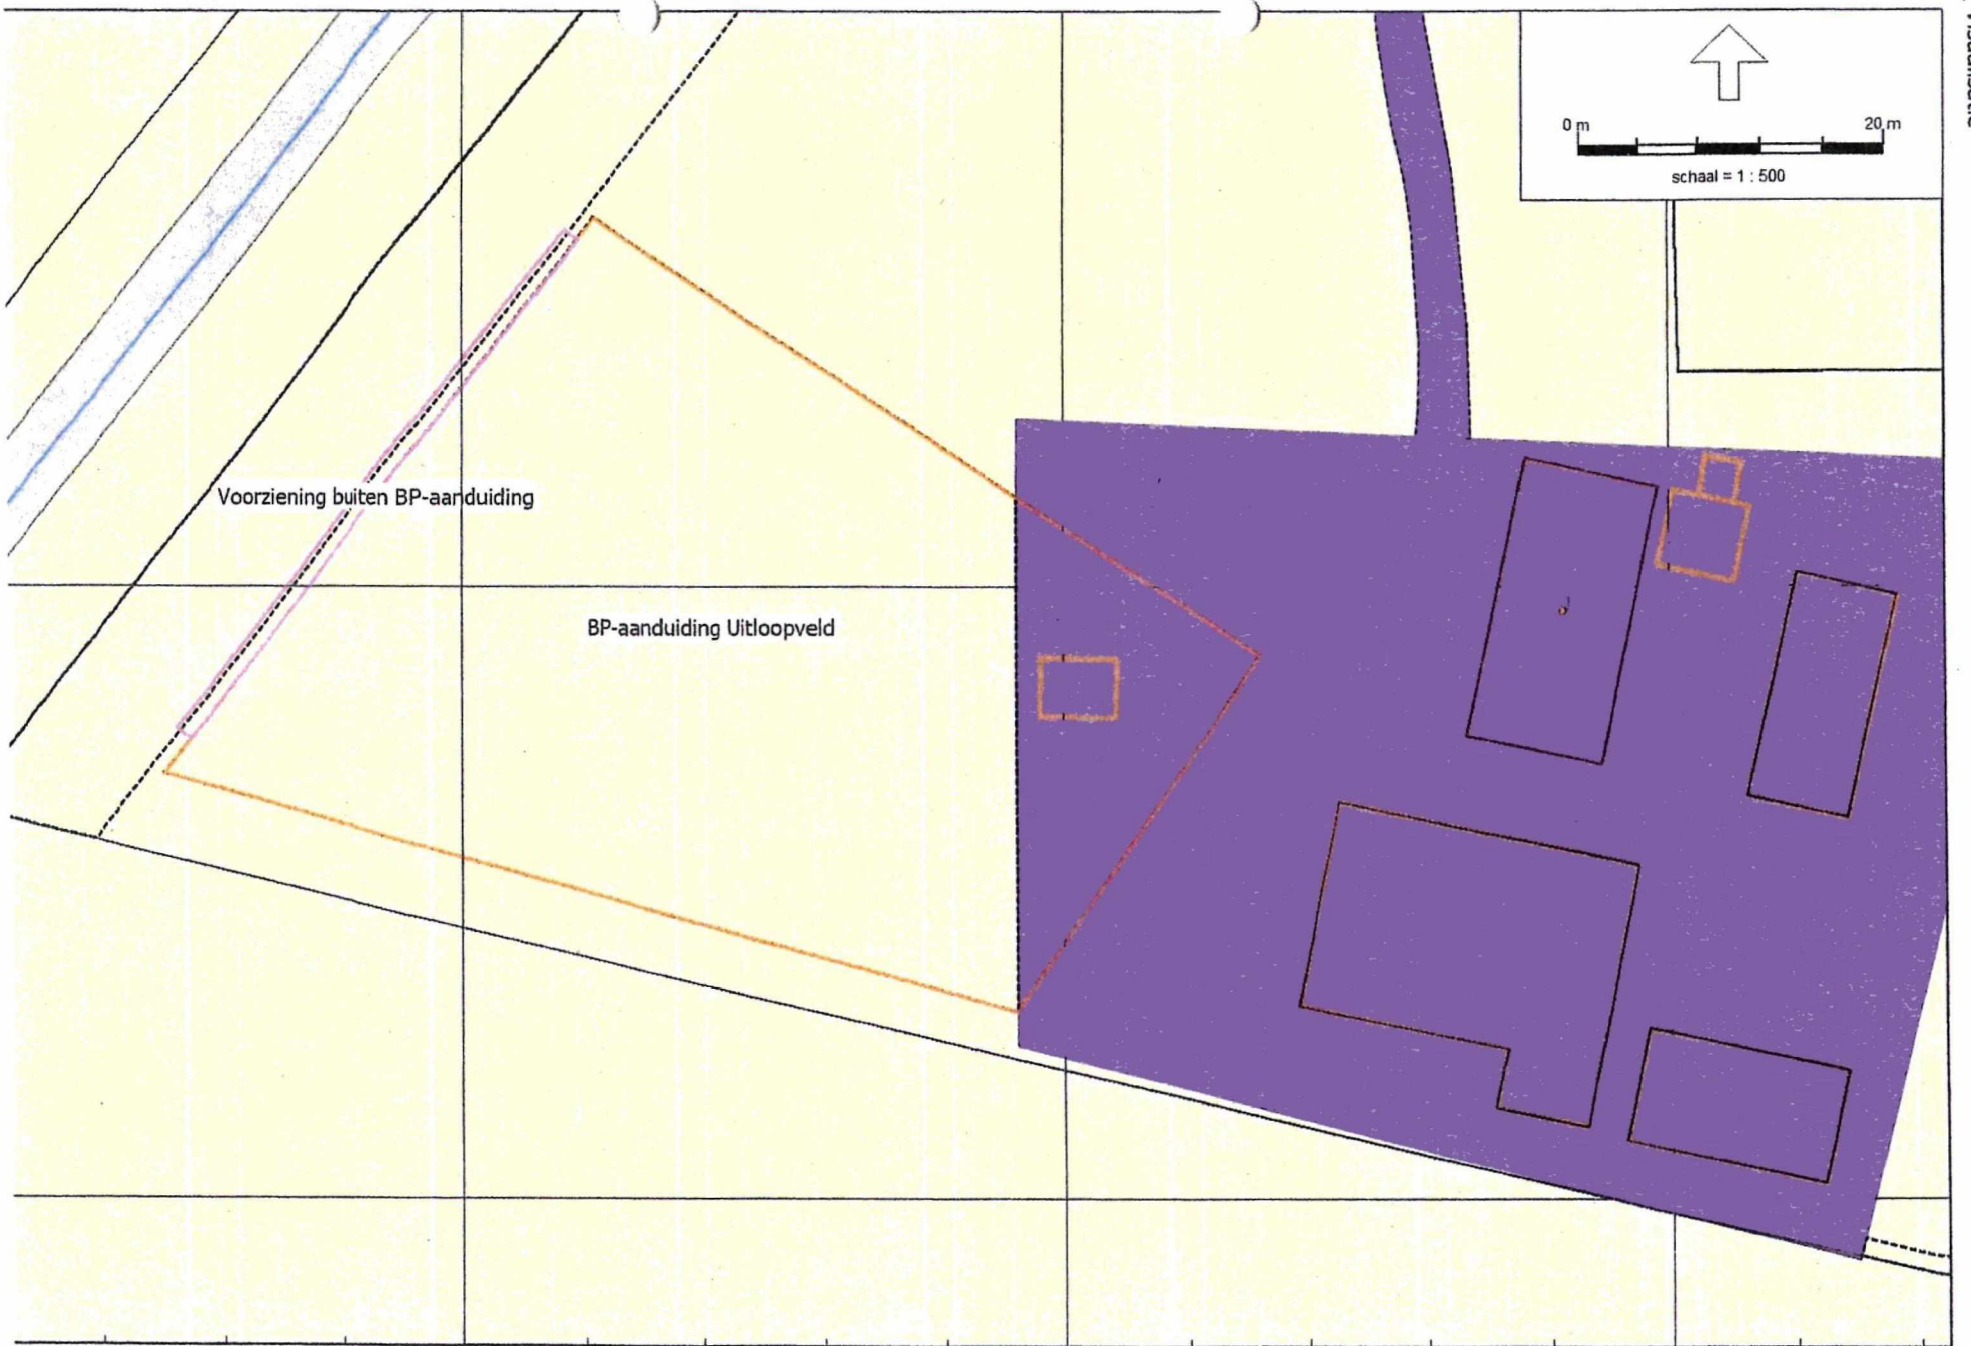 0 m 20 m
schaal = 1 : 500
Voorziening buiten BP-aanduiding
BP-aanduiding Uitloopveld